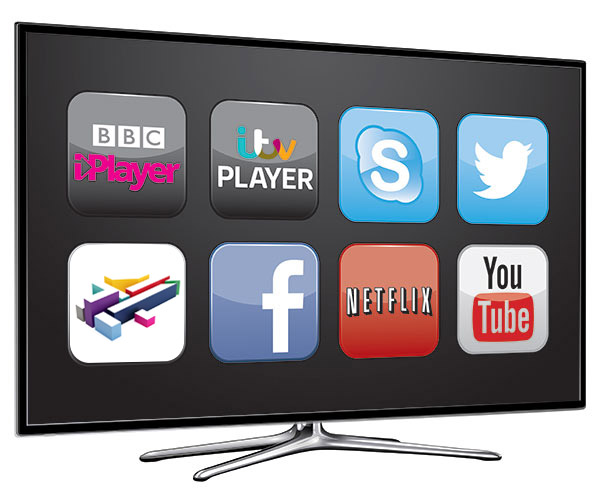 BBC
iPlayer
itv
PLAYER
S
f
NETFLIX
You
Tube